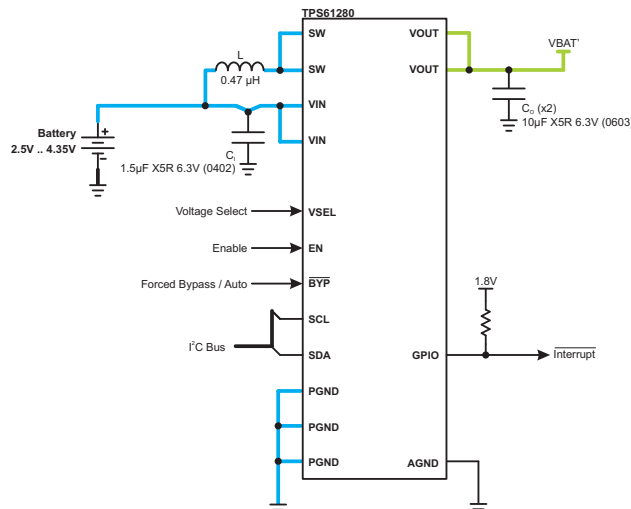 TPS61280
SW
VOUT
VBAT'
L
SW
VOUT
0.47 µH
VIN
C₀ (x2)
10µF X5R 6.3V (0603
Battery
+
2.5V .. 4.35V
-
VIN
Cᵢ
1.5µF X5R 6.3V (0402)
Voltage Select
VSEL
Enable
EN
Forced Bypass / Auto
BYP
1.8V
SCL
I²C Bus
SDA
GPIO
Interrupt
PGND
PGND
PGND
AGND